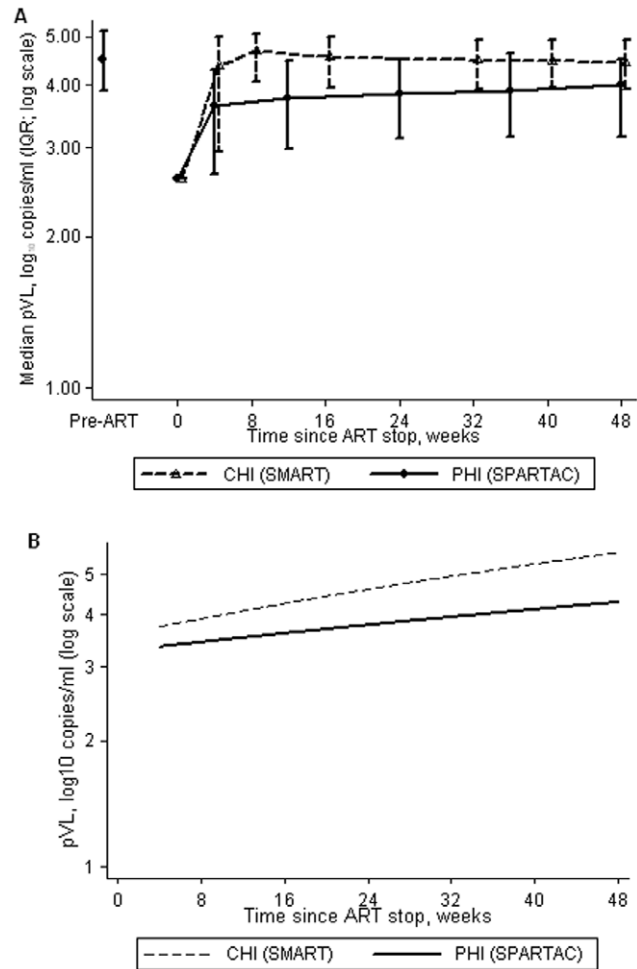 A
Median pVL, log₁₀ copies/ml (IQR; log scale)
5.00
4.00
3.00
2.00
1.00
Pre-ART 0 8 16 24 32 40 48
Time since ART stop, weeks
CHI (SMART) PHI (SPARTAC)
B
pVL, log10 copies/ml (log scale)
5
4
3
2
1
0 8 16 24 32 40 48
Time since ART stop, weeks
CHI (SMART) PHI (SPARTAC)